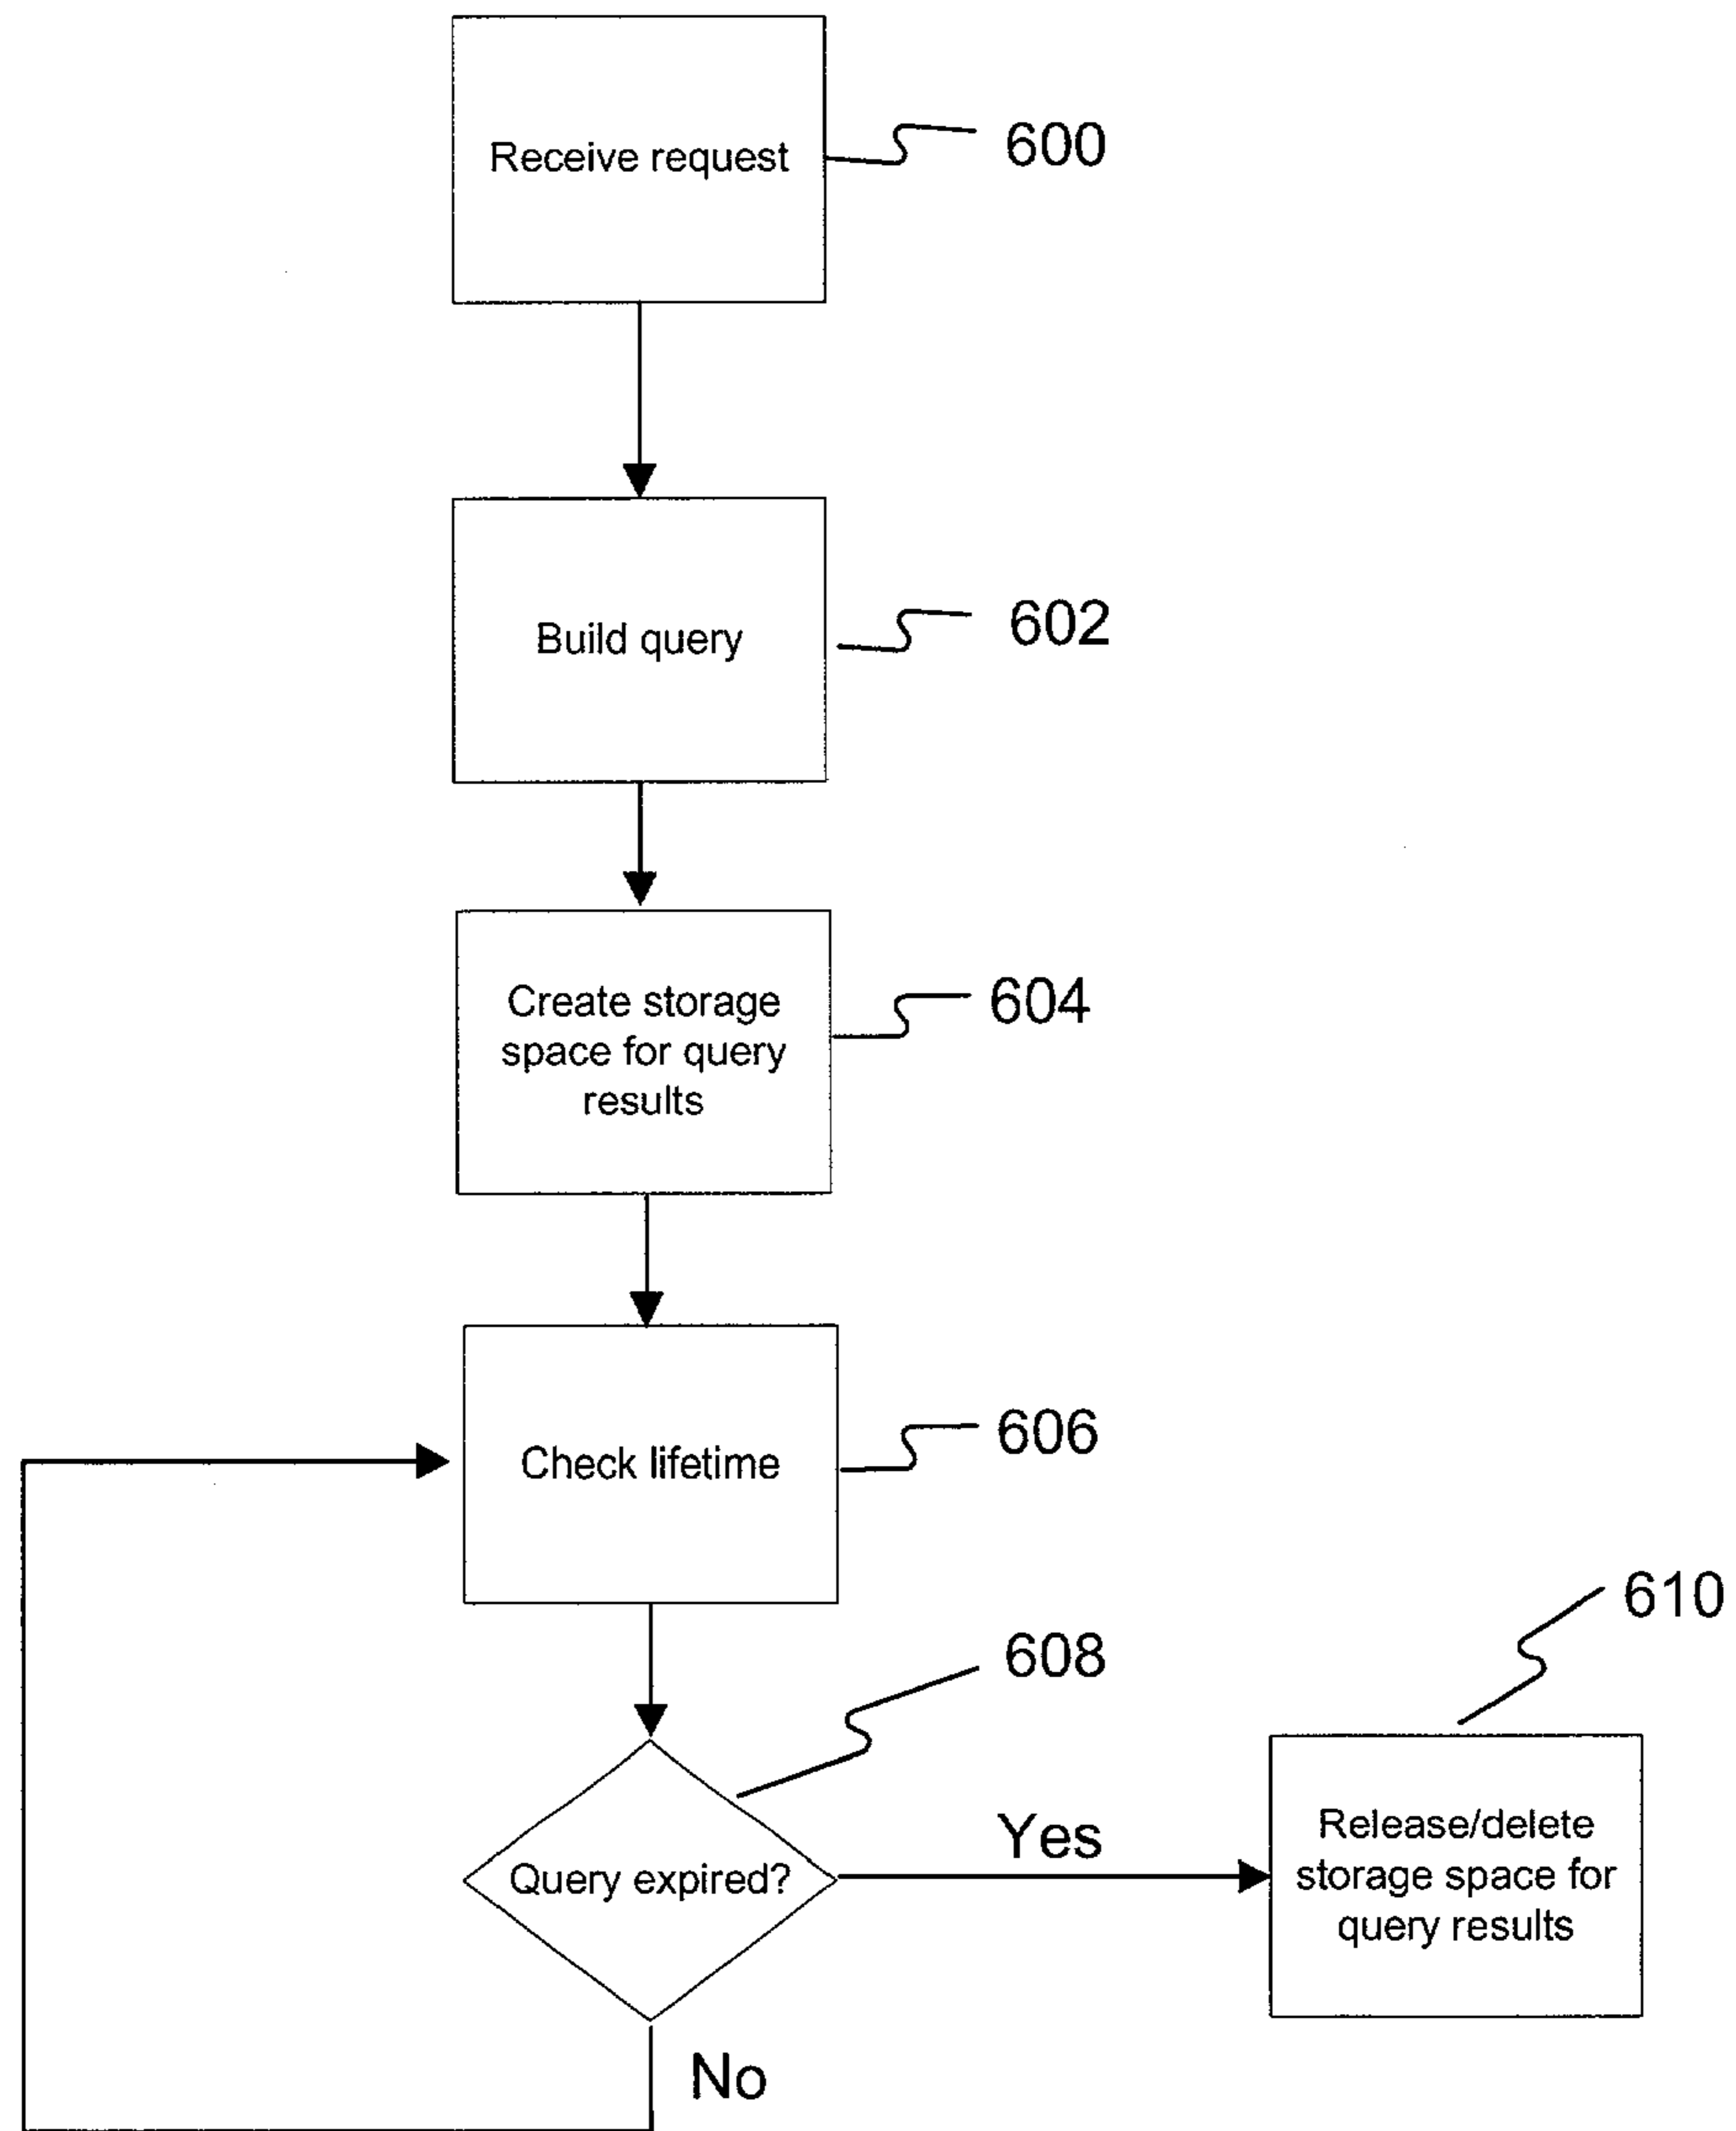 Receive request
600
Build query
602
Create storage
space for query
results
604
Check lifetime
606
608
610
Query expired?
Yes
Release/delete
storage space for
query results
No